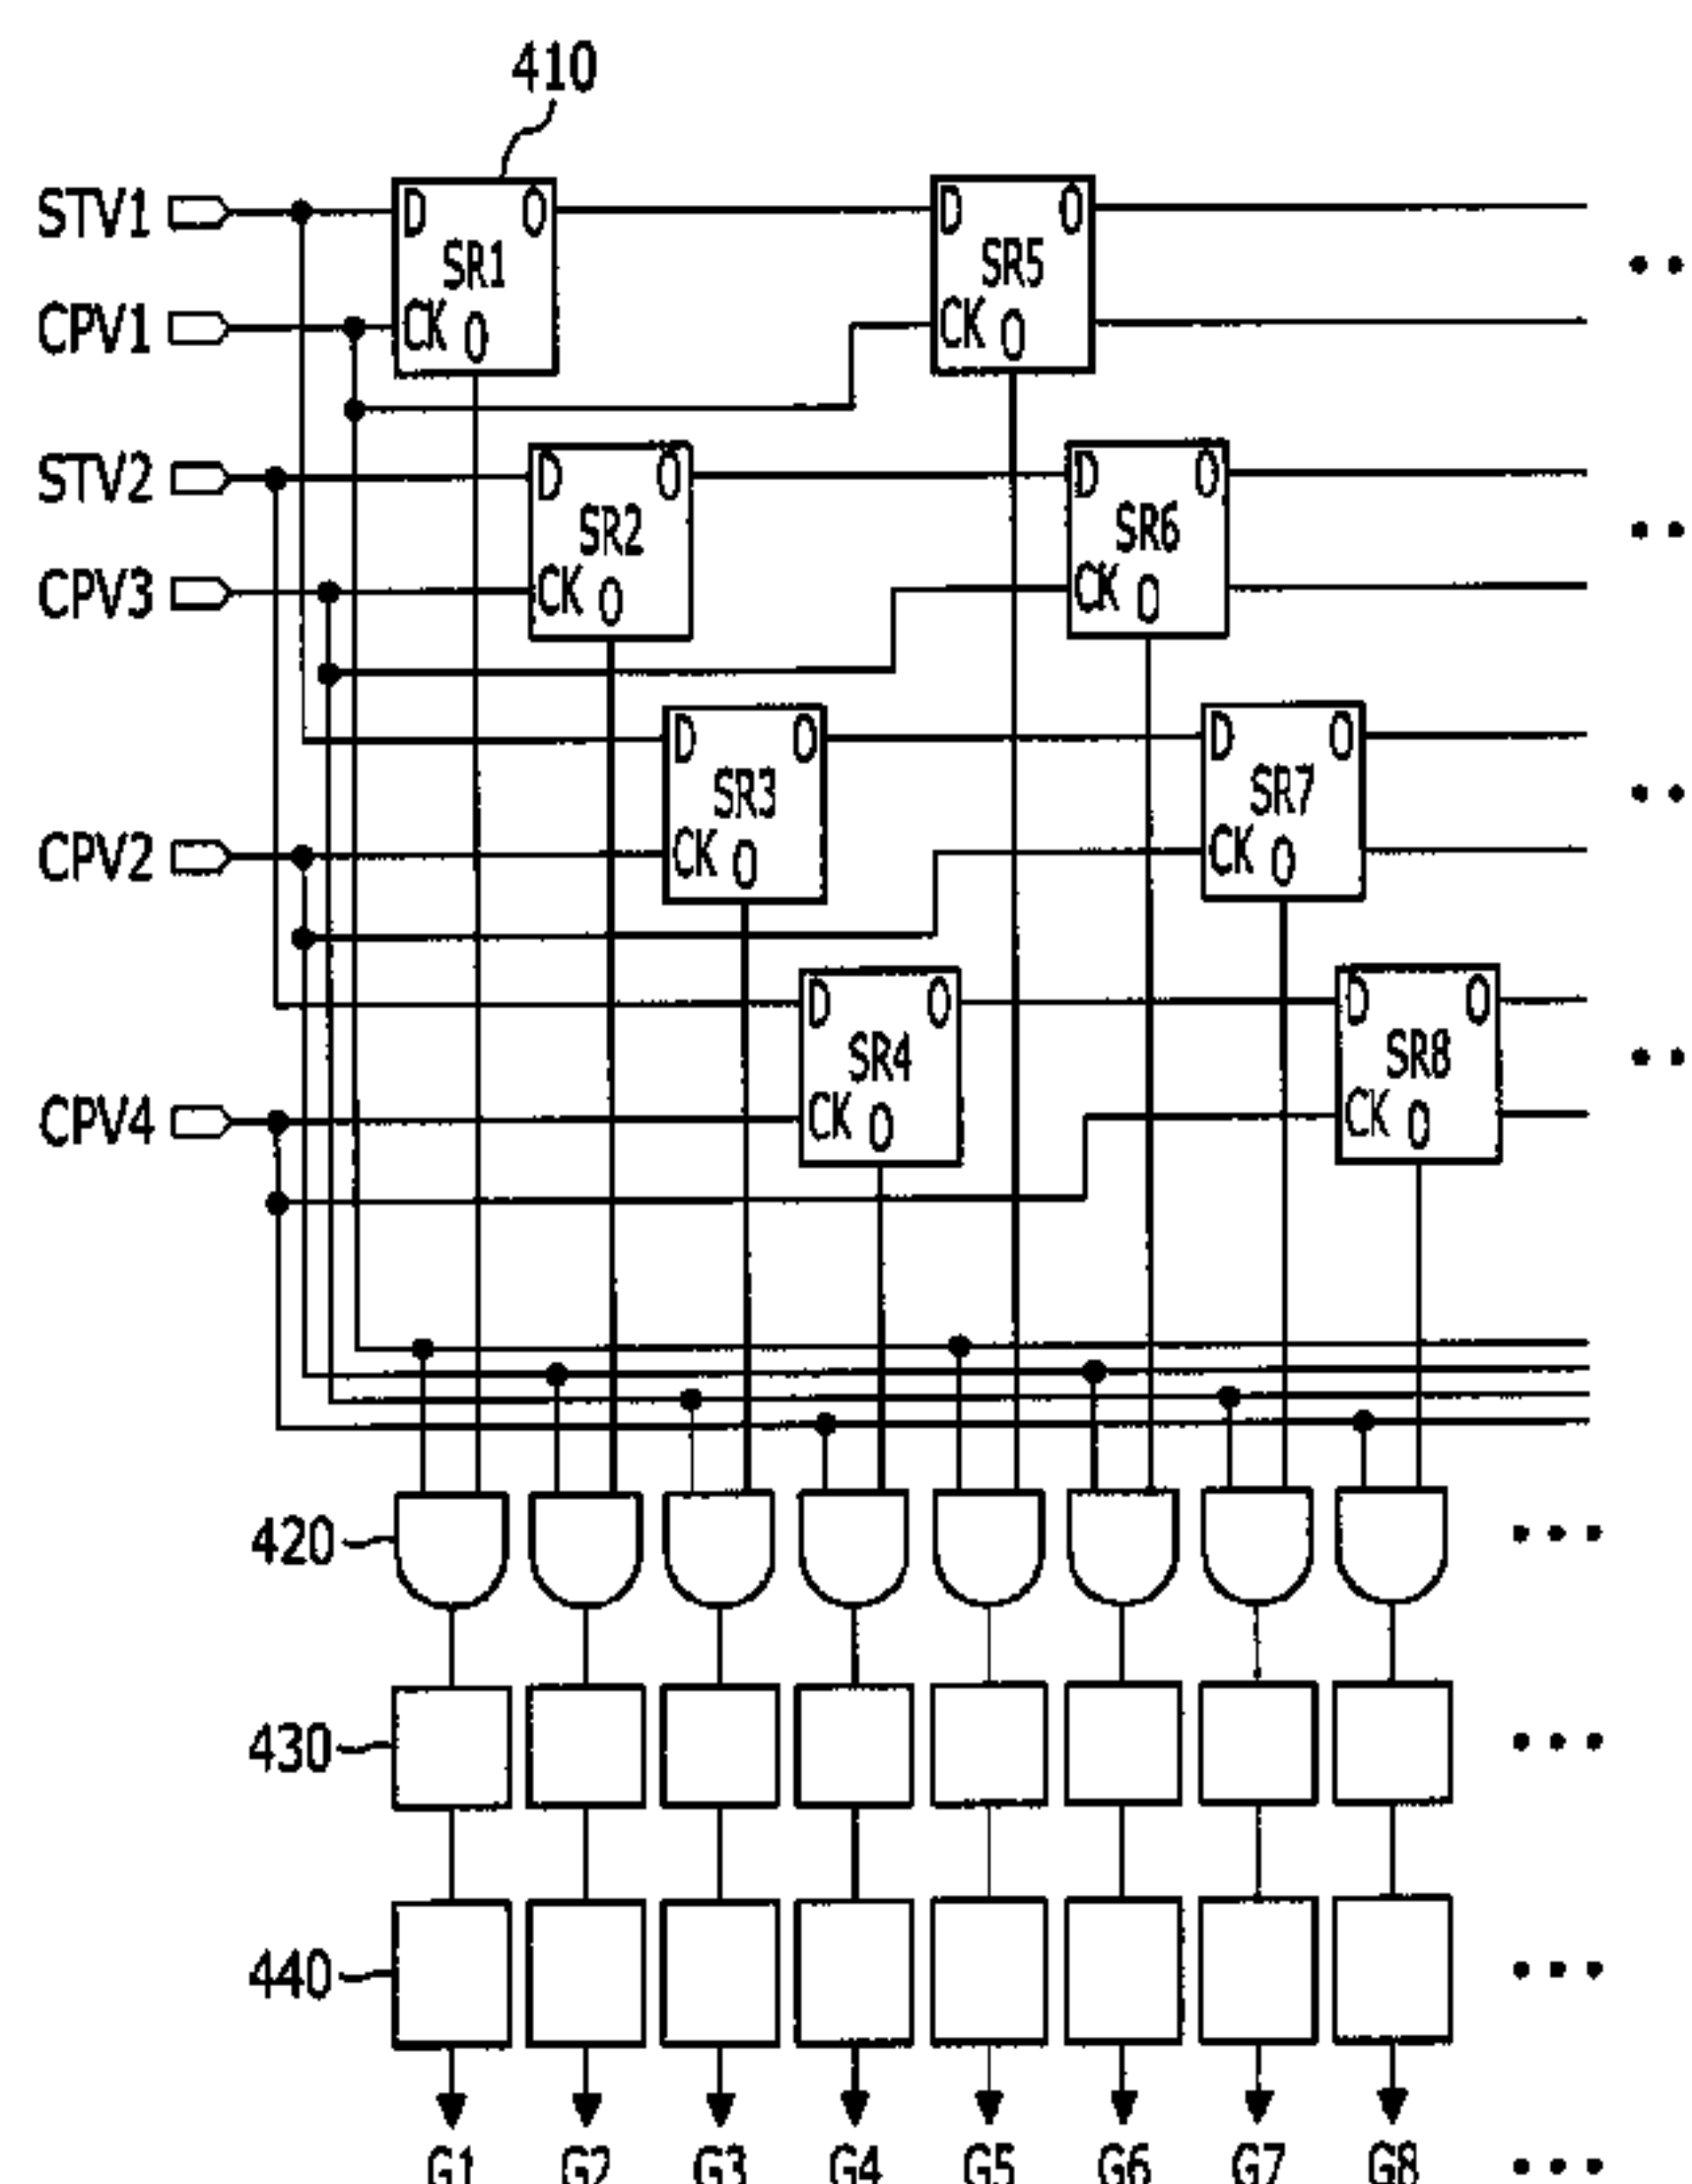 410
STV1
D O
D O
SR1
SR5
CPV1
CK O
CK O
STV2
D O
D O
SR2
SR6
CPV3
CK O
CK O
D O
D O
SR3
SR7
CPV2
CK O
CK O
D O
D O
SR4
SR8
CPV4
CK O
CK O
420
430
440
G1 G2 G3 G4 G5 G6 G7 G8